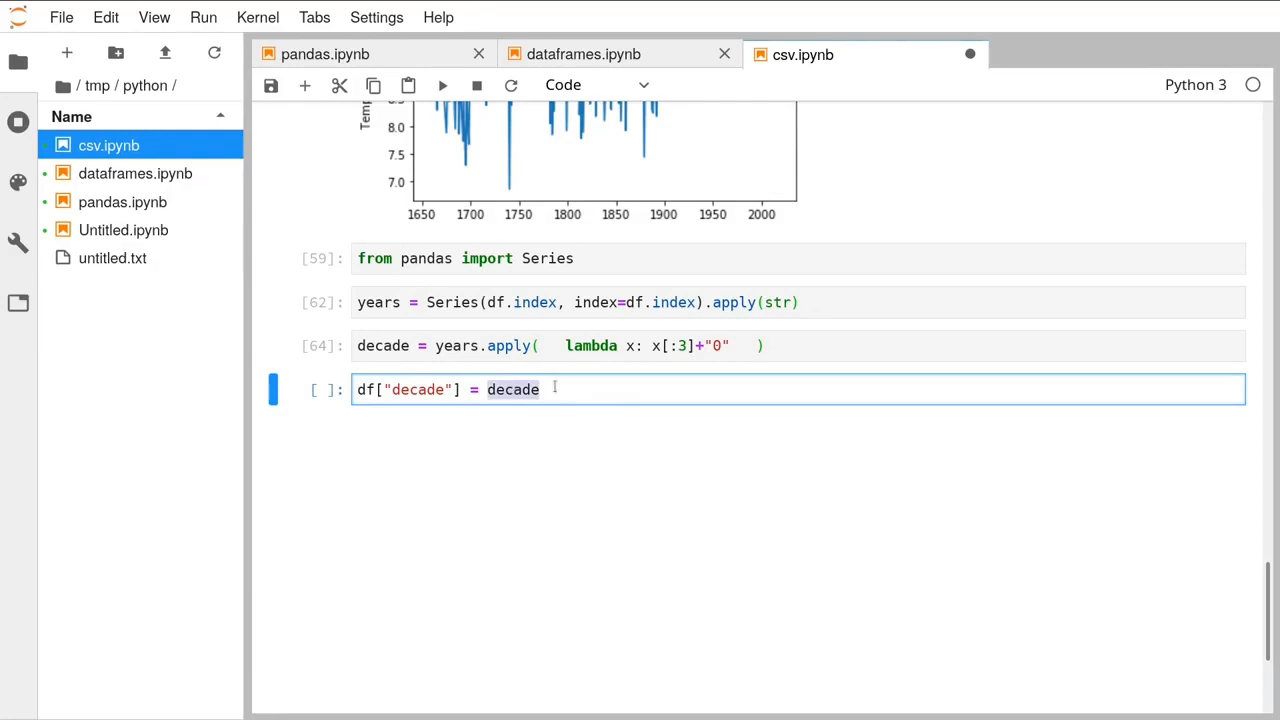 File Edit View Run Kernel Tabs Settings Help
pandas.ipynb dataframes.ipynb csv.ipynb
/ tmp / python /
Code Python 3
Name
csv.ipynb
dataframes.ipynb
pandas.ipynb
Untitled.ipynb
untitled.txt
Temp
8.5
8.0
7.5
7.0
1650 1700 1750 1800 1850 1900 1950 2000
[59]: from pandas import Series
[62]: years = Series(df.index, index=df.index).apply(str)
[64]: decade = years.apply( lambda x: x[:3]+"0" )
[ ]: df["decade"] = decade